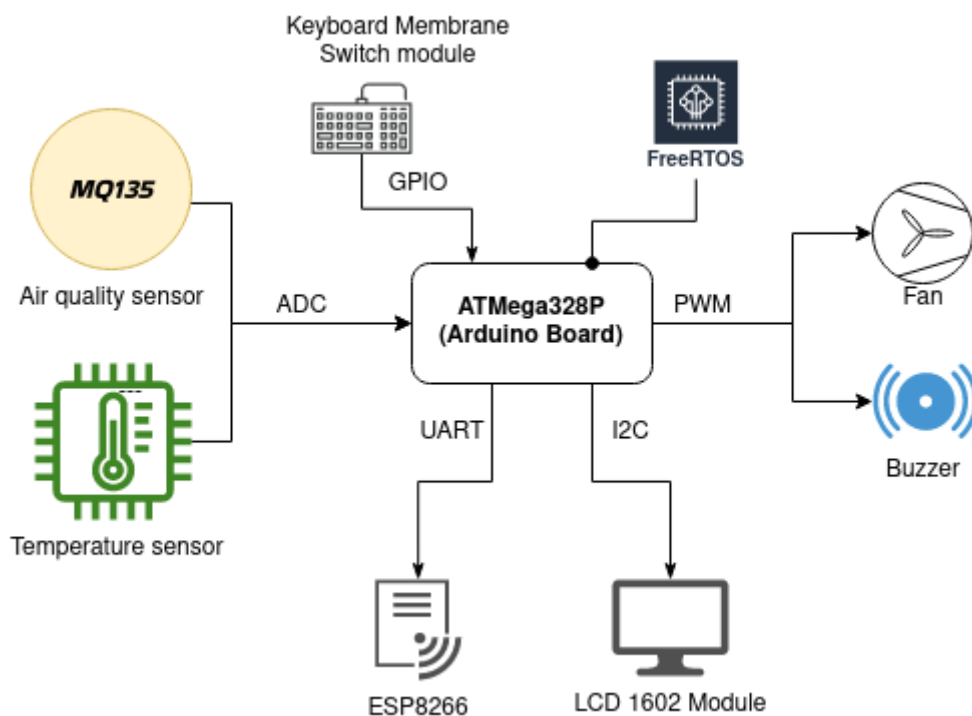 Keyboard Membrane
Switch module
FreeRTOS
GPIO
MQ135
Air quality sensor
ADC
ATMega328P
(Arduino Board)
PWM
Fan
UART
I2C
Buzzer
Temperature sensor
ESP8266
LCD 1602 Module